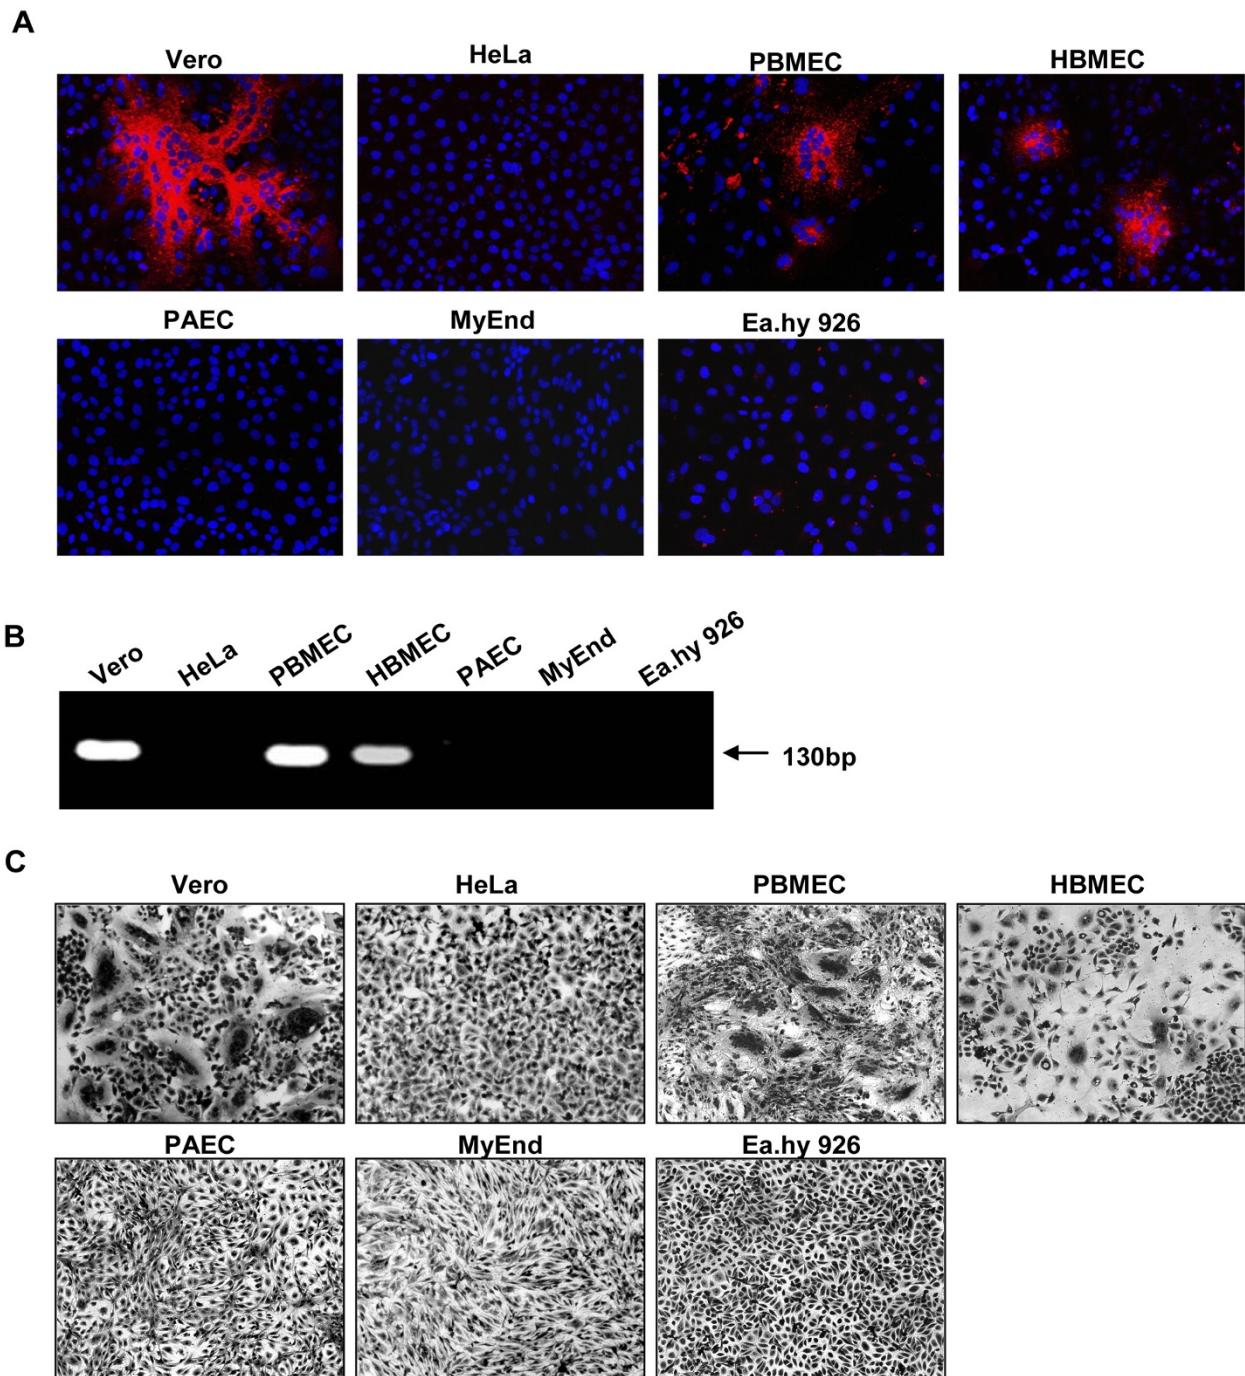 A
Vero HeLa PBMEC HBMEC
PAEC MyEnd Ea.hy 926
B
Vero HeLa PBMEC HBMEC PAEC MyEnd Ea.hy 926
130bp
C
Vero HeLa PBMEC HBMEC
PAEC MyEnd Ea.hy 926